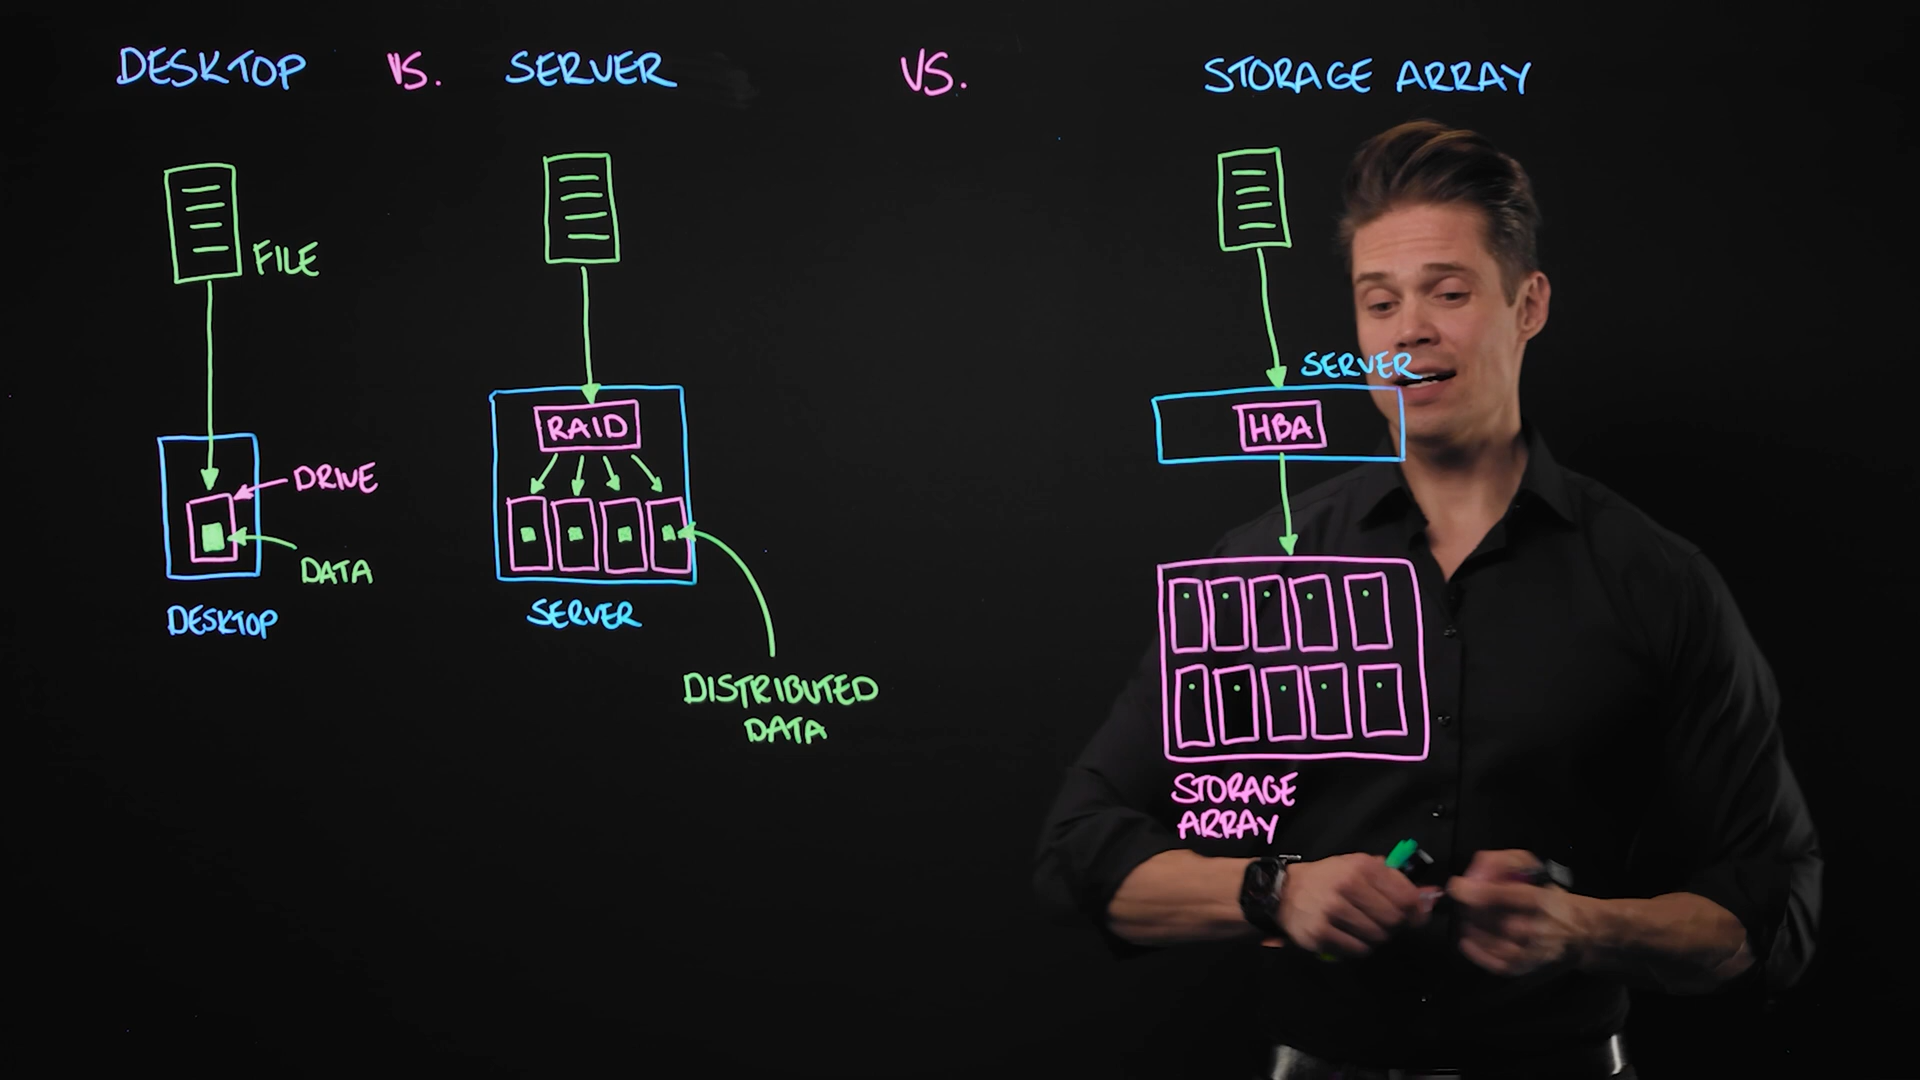 DESKTOP VS. SERVER VS. STORAGE ARRAY
FILE
DRIVE
DATA
DESKTOP
RAID
SERVER
DISTRIBUTED
DATA
SERVER
HBA
STORAGE
ARRAY